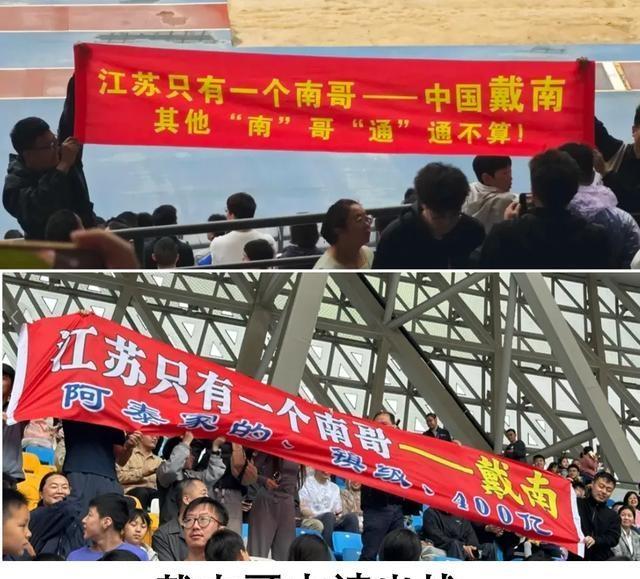 江苏只有一个南哥——中国戴南
其他“南”哥“通”通不算！
江苏只有一个南哥——戴南
阿泰家的、镇级、400亿